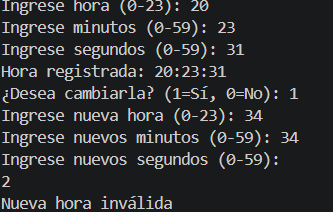 Ingrese hora (0-23): 20
Ingrese minutos (0-59): 23
Ingrese segundos (0-59): 31
Hora registrada: 20:23:31
¿Desea cambiarla? (1=Sí, 0=No): 1
Ingrese nueva hora (0-23): 34
Ingrese nuevos minutos (0-59): 34
Ingrese nuevos segundos (0-59):
2
Nueva hora inválida